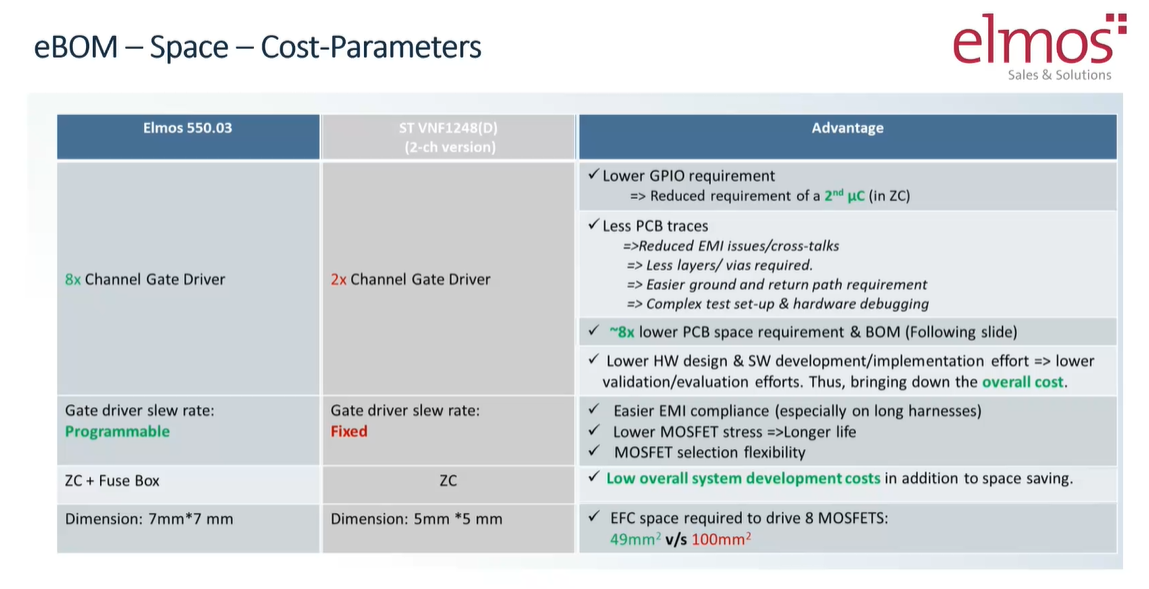 eBOM – Space – Cost-Parameters
elmos
Sales & Solutions
Elmos 550.03
ST VNF1248(D)
(2-ch version)
Advantage
8x Channel Gate Driver
2x Channel Gate Driver
✓ Lower GPIO requirement
=> Reduced requirement of a 2nd µC (in ZC)
✓ Less PCB traces
=>Reduced EMI issues/cross-talks
=> Less layers/ vias required.
=> Easier ground and return path requirement
=> Complex test set-up & hardware debugging
✓ ~8x lower PCB space requirement & BOM (Following slide)
✓ Lower HW design & SW development/implementation effort => lower
validation/evaluation efforts. Thus, bringing down the overall cost.
Gate driver slew rate:
Programmable
Gate driver slew rate:
Fixed
✓ Easier EMI compliance (especially on long harnesses)
✓ Lower MOSFET stress =>Longer life
✓ MOSFET selection flexibility
ZC + Fuse Box
ZC
✓ Low overall system development costs in addition to space saving.
Dimension: 7mm*7 mm
Dimension: 5mm *5 mm
✓ EFC space required to drive 8 MOSFETS:
49mm² v/s 100mm²